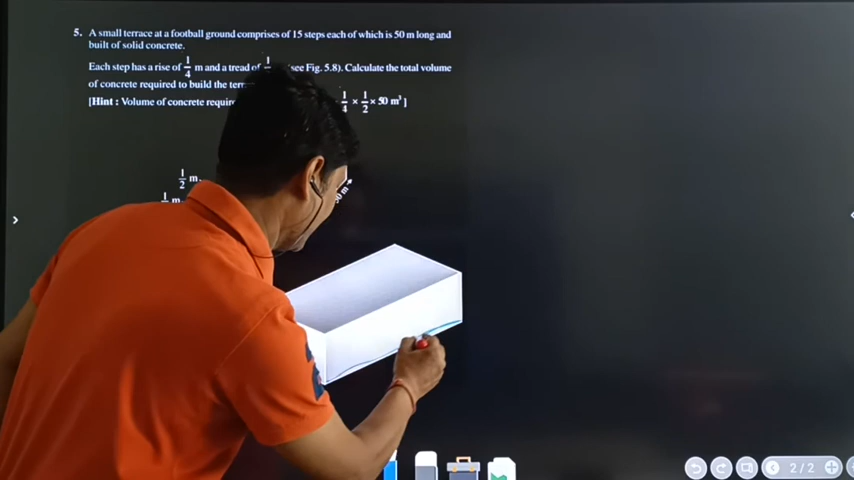 5. A small terrace at a football ground comprises of 15 steps each of which is 50 m long and
built of solid concrete.
Each step has a rise of 1/4 m and a tread of 1 see Fig. 5.8). Calculate the total volume
of concrete required to build the
[Hint : Volume of concrete 1/4 × 1/2 × 50 m³]
1/2 m
50 m
1 m
2/2